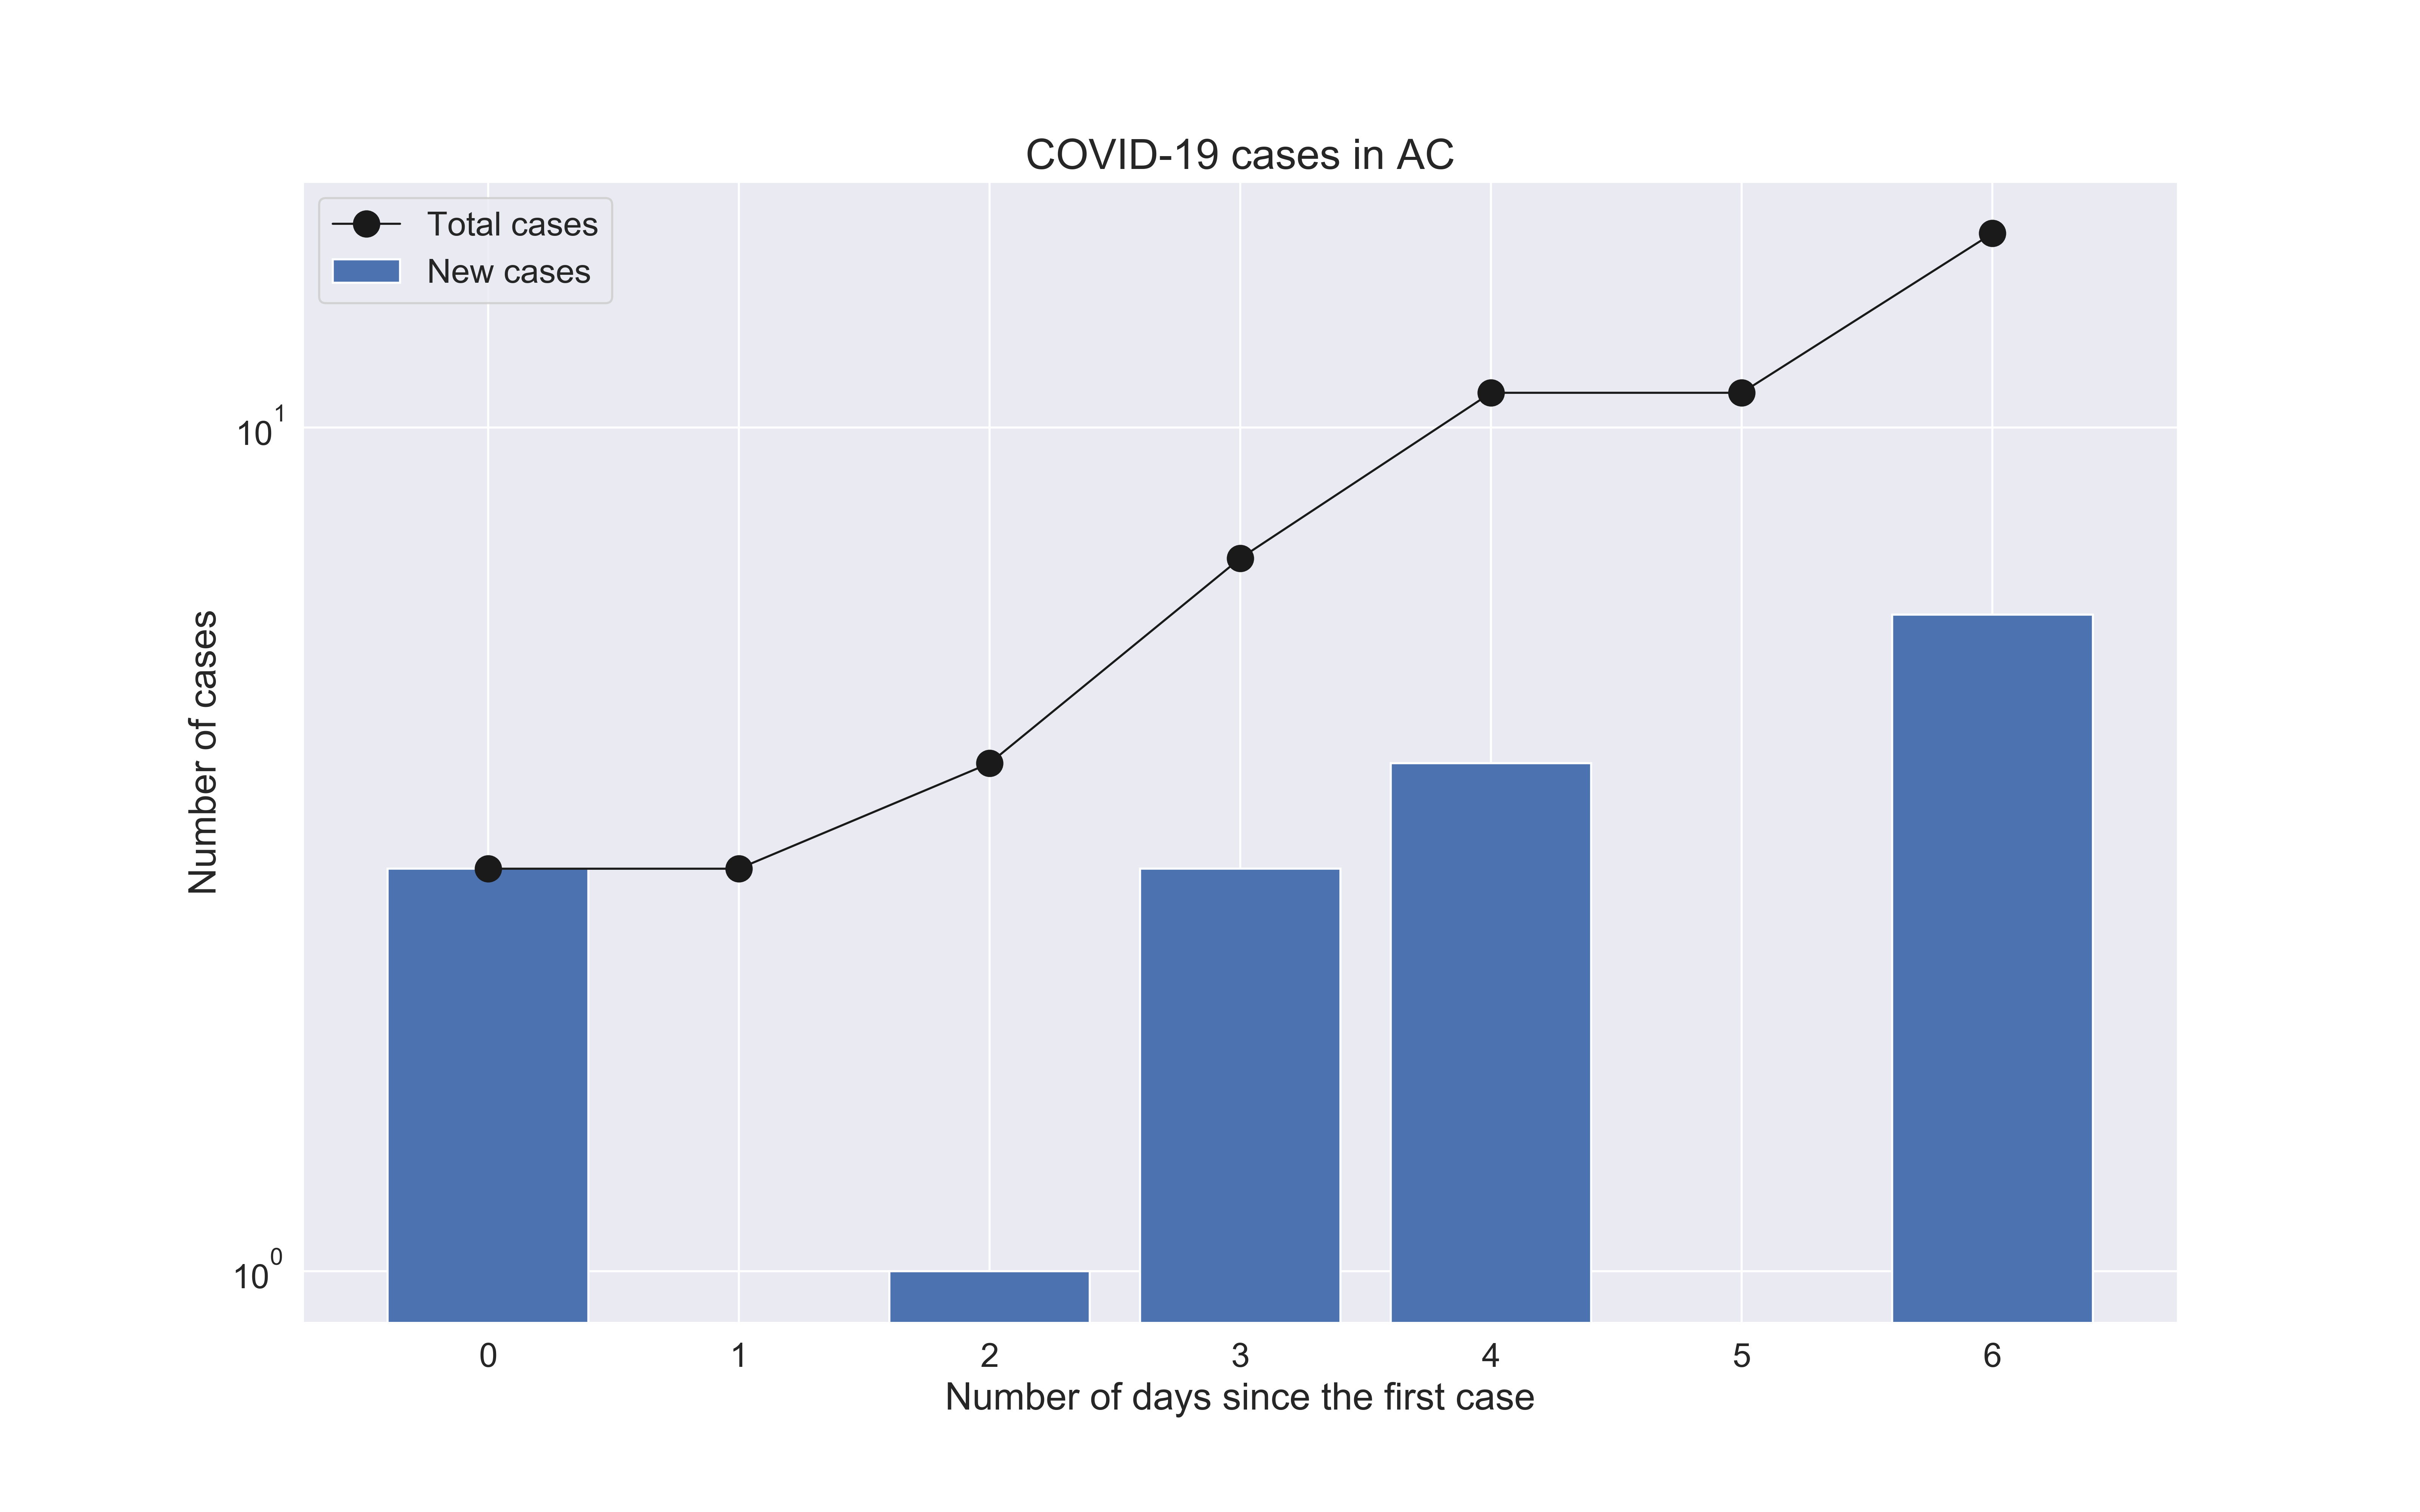 COVID-19 cases in AC
Total cases
New cases
10¹
10⁰
Number of cases
0 1 2 3 4 5 6
Number of days since the first case